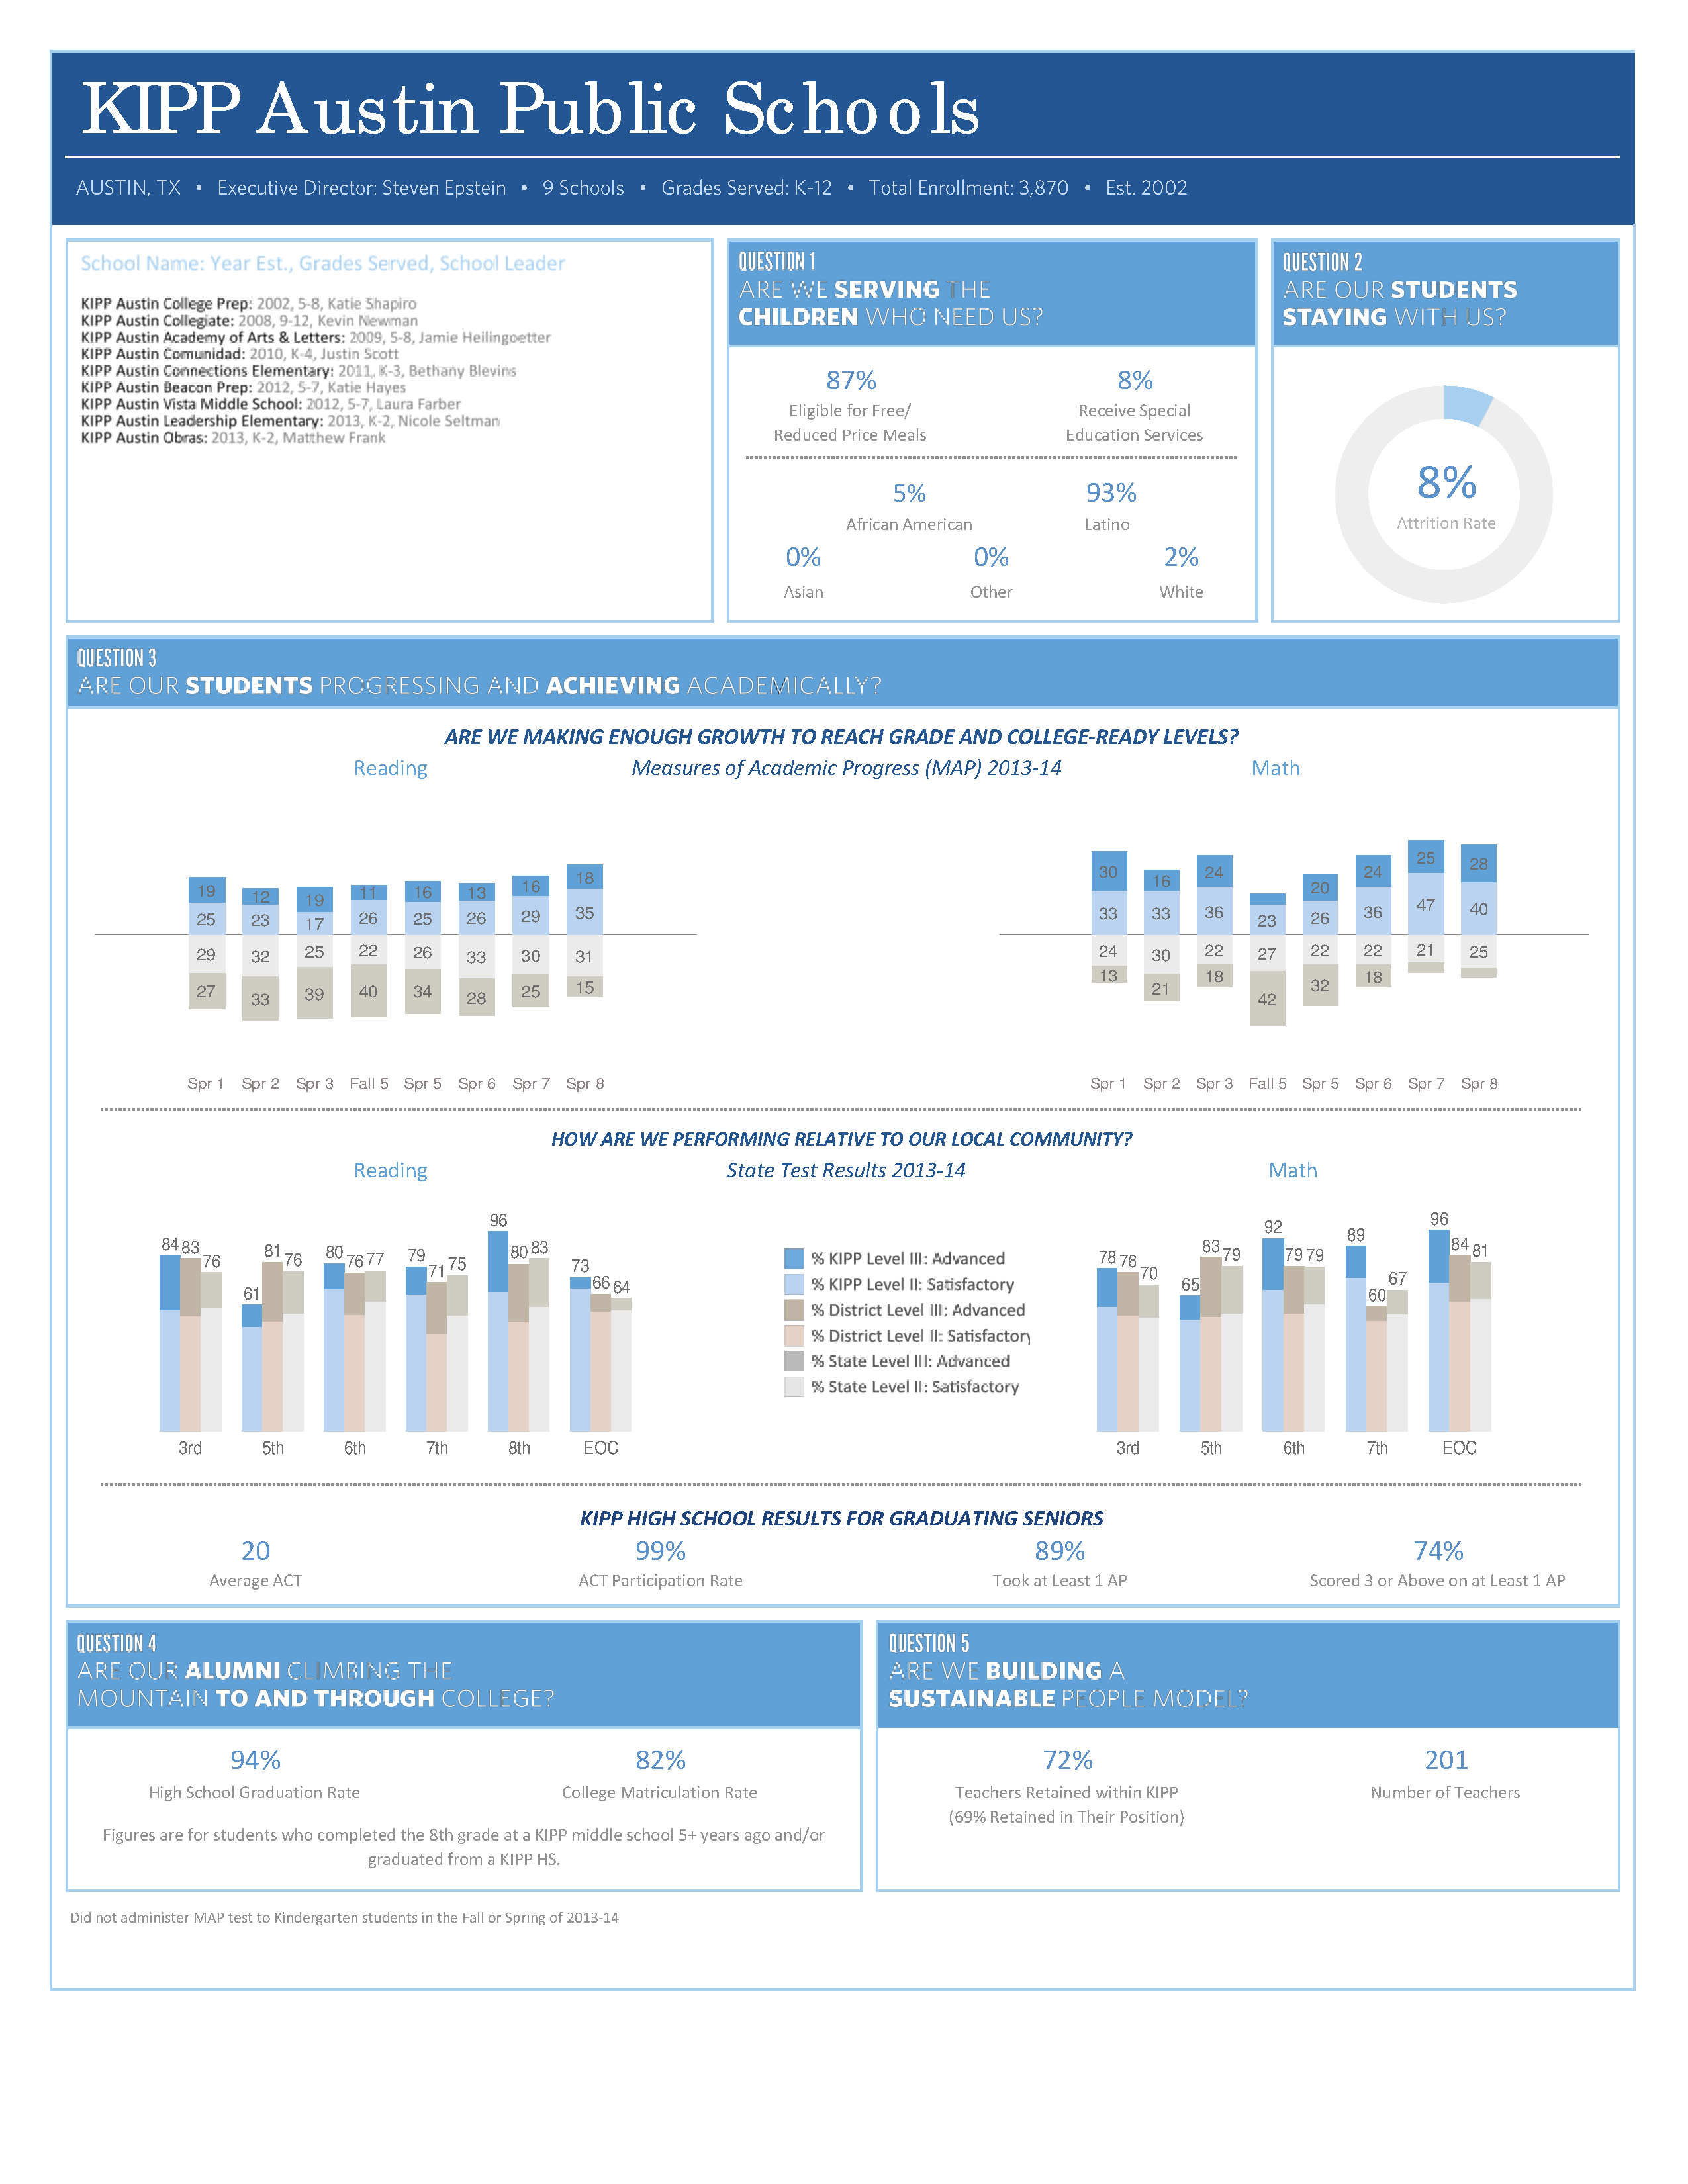 KIPP Austin Public Schools
AUSTIN, TX • Executive Director: Steven Epstein • 9 Schools • Grades Served: K-12 • Total Enrollment: 3,870 • Est. 2002
School Name: Year Est., Grades Served, School Leader
KIPP Austin College Prep: 2002, 5-8, Katie Shapiro
KIPP Austin Collegiate: 2008, 9-12, Kevin Newman
KIPP Austin Academy of Arts & Letters: 2009, 5-8, Jamie Heilingoetter
KIPP Austin Comunidad: 2010, K-4, Justin Scott
KIPP Austin Connections Elementary: 2011, K-3, Bethany Blevins
KIPP Austin Beacon Prep: 2012, 5-7, Katie Hayes
KIPP Austin Vista Middle School: 2012, 5-7, Laura Farber
KIPP Austin Leadership Elementary: 2013, K-2, Nicole Seltman
KIPP Austin Obras: 2013, K-2, Matthew Frank
QUESTION 1
ARE WE SERVING THE
CHILDREN WHO NEED US?
87% 8%
Eligible for Free/ Receive Special
Reduced Price Meals Education Services
5% 93%
African American Latino
0% 0% 2%
Asian Other White
QUESTION 2
ARE OUR STUDENTS
STAYING WITH US?
8%
Attrition Rate
QUESTION 3
ARE OUR STUDENTS PROGRESSING AND ACHIEVING ACADEMICALLY?
ARE WE MAKING ENOUGH GROWTH TO REACH GRADE AND COLLEGE-READY LEVELS?
Reading Measures of Academic Progress (MAP) 2013-14 Math
19 12 19 11 16 13 16 18
25 23 17 26 25 26 29 35
29 32 25 22 26 33 30 31
27 33 39 40 34 28 25 15
Spr 1 Spr 2 Spr 3 Fall 5 Spr 5 Spr 6 Spr 7 Spr 8
30 16 24 20 24 25 28
33 33 36 23 26 36 47 40
24 30 22 27 22 22 21 25
13 21 18 42 32 18
Spr 1 Spr 2 Spr 3 Fall 5 Spr 5 Spr 6 Spr 7 Spr 8
HOW ARE WE PERFORMING RELATIVE TO OUR LOCAL COMMUNITY?
Reading State Test Results 2013-14 Math
84 83 76 61 81 76 80 76 77 79 71 75 96 80 83 73 66 64
3rd 5th 6th 7th 8th EOC
% KIPP Level III: Advanced
% KIPP Level II: Satisfactory
% District Level III: Advanced
% District Level II: Satisfactory
% State Level III: Advanced
% State Level II: Satisfactory
78 76 70 65 83 79 92 79 79 89 60 67 96 84 81
3rd 5th 6th 7th EOC
KIPP HIGH SCHOOL RESULTS FOR GRADUATING SENIORS
20 99% 89% 74%
Average ACT ACT Participation Rate Took at Least 1 AP Scored 3 or Above on at Least 1 AP
QUESTION 4
ARE OUR ALUMNI CLIMBING THE
MOUNTAIN TO AND THROUGH COLLEGE?
94% 82%
High School Graduation Rate College Matriculation Rate
Figures are for students who completed the 8th grade at a KIPP middle school 5+ years ago and/or
graduated from a KIPP HS.
QUESTION 5
ARE WE BUILDING A
SUSTAINABLE PEOPLE MODEL?
72% 201
Teachers Retained within KIPP Number of Teachers
(69% Retained in Their Position)
Did not administer MAP test to Kindergarten students in the Fall or Spring of 2013-14